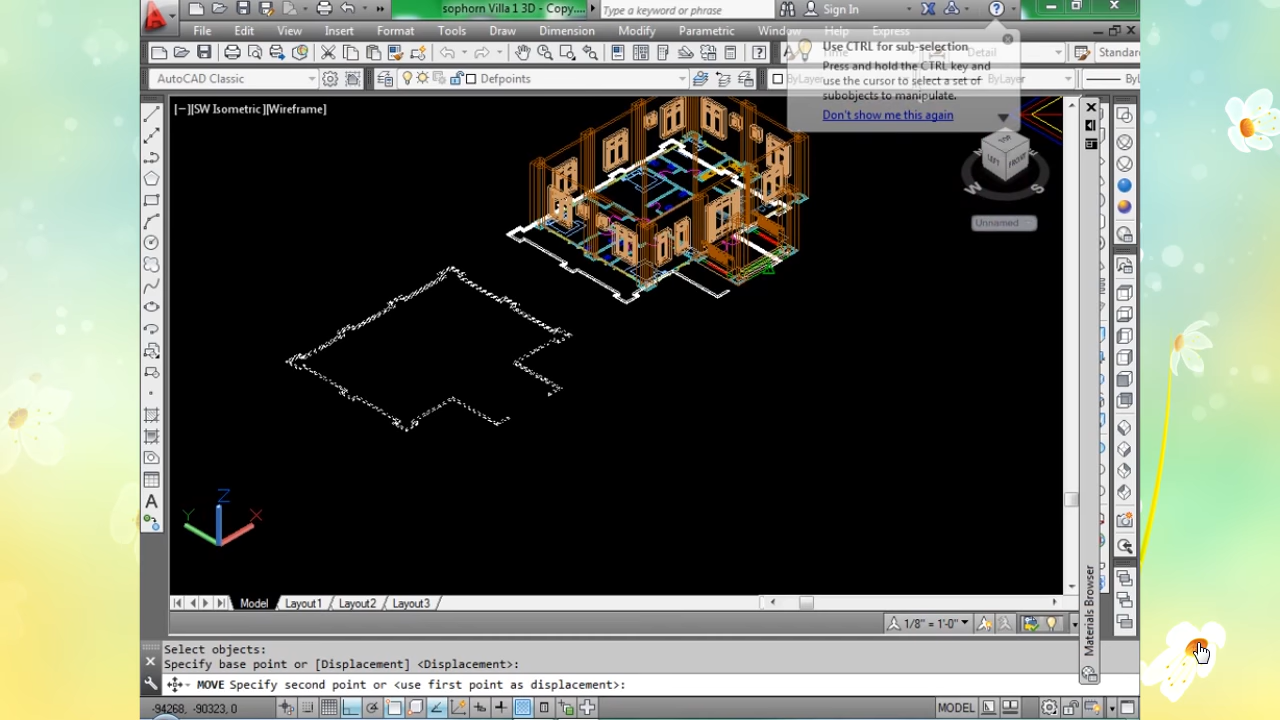 sophorn Villa 1 3D - Copy....
Type a keyword or phrase
Sign In
File Edit View Insert Format Tools Draw Dimension Modify Parametric Window Help Express
Use CTRL for sub-selection
Press and hold the CTRL key and
use the cursor to select a set of
subobjects to manipulate.
Don't show me this again
Detail
Standard
AutoCAD Classic
Defpoints
ByLayer
ByLayer
[−][SW Isometric][Wireframe]
TOP
LEFT
FRONT
W
S
Unnamed
Z
Y
X
Model Layout1 Layout2 Layout3
1/8" = 1'-0"
Materials Browser
Select objects:
Specify base point or [Displacement] <Displacement>:
MOVE Specify second point or <use first point as displacement>:
-94268, -90323, 0
MODEL